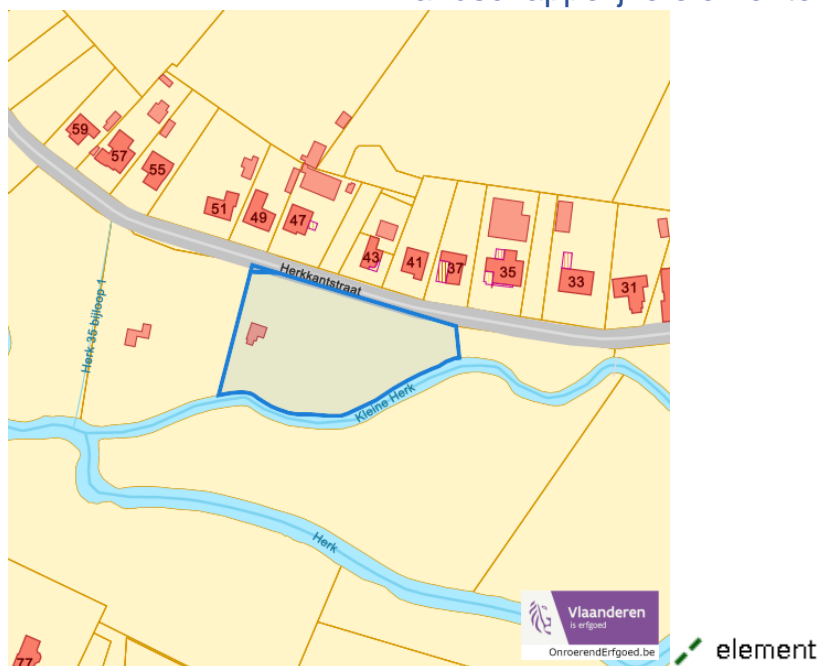 59
57
55
51
49
47
43
41
37
35
33
31
Herkkantstraat
Herk 35 bijloop 1
Kleine Herk
Herk
77
Vlaanderen
is erfgoed
OnroerendErfgoed.be
element